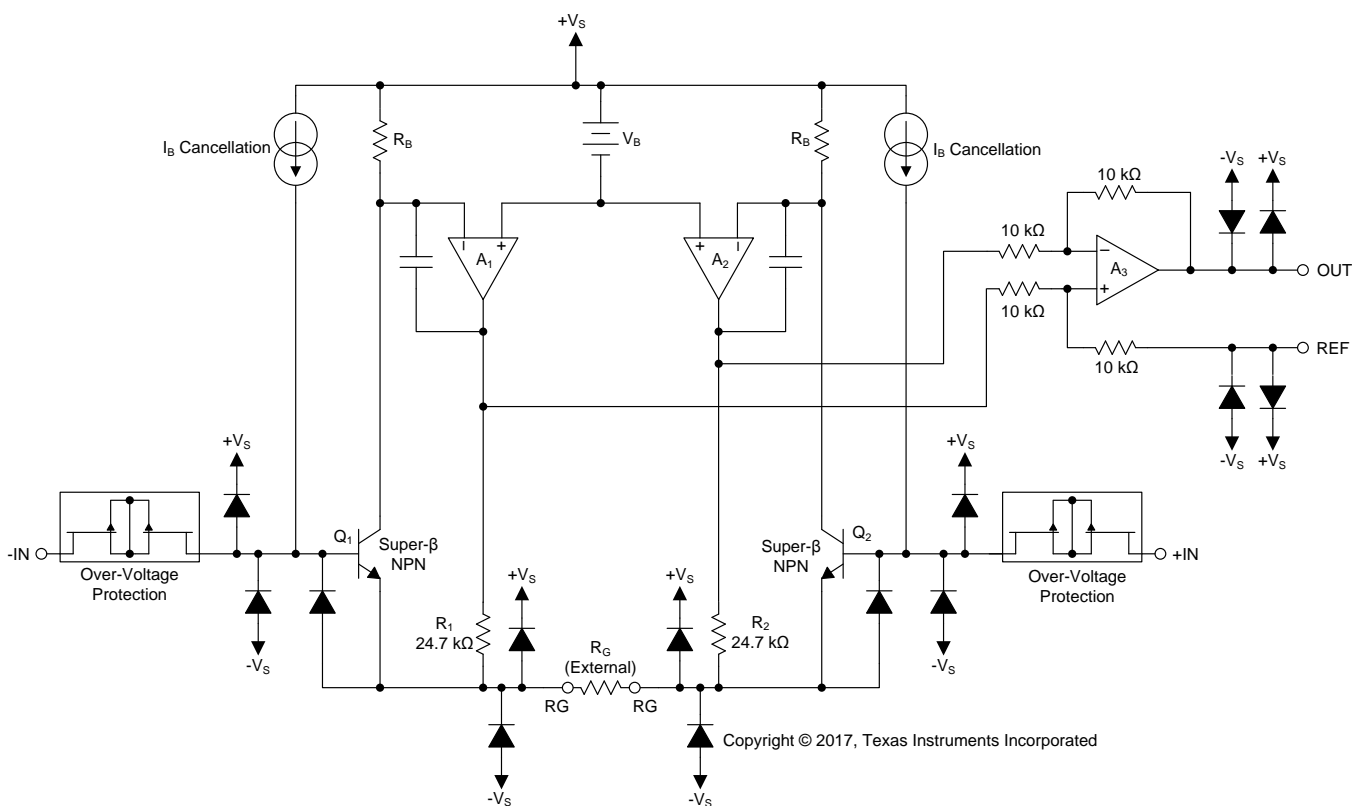 +VS
IB Cancellation
RB
VB
RB
IB Cancellation
-VS
+VS
10 kΩ
10 kΩ
10 kΩ
10 kΩ
A1
A2
A3
OUT
REF
-VS
+VS
+VS
+VS
-IN
Over-Voltage
Protection
Q1
Super-β
NPN
Q2
Super-β
NPN
+IN
Over-Voltage
Protection
+VS
+VS
R1
24.7 kΩ
R2
24.7 kΩ
RG
(External)
RG
RG
-VS
-VS
-VS
-VS
Copyright © 2017, Texas Instruments Incorporated